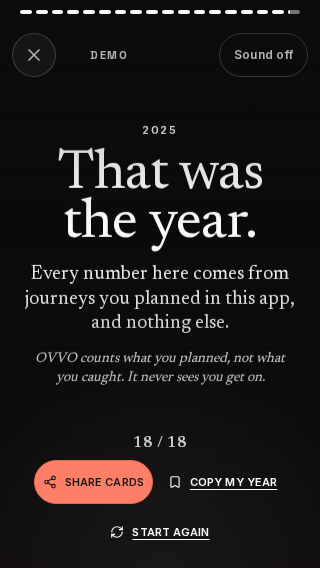 DEMO
Sound off
2025
That was
the year.
Every number here comes from
journeys you planned in this app,
and nothing else.
OVVO counts what you planned, not what
you caught. It never sees you get on.
18 / 18
SHARE CARDS
COPY MY YEAR
START AGAIN